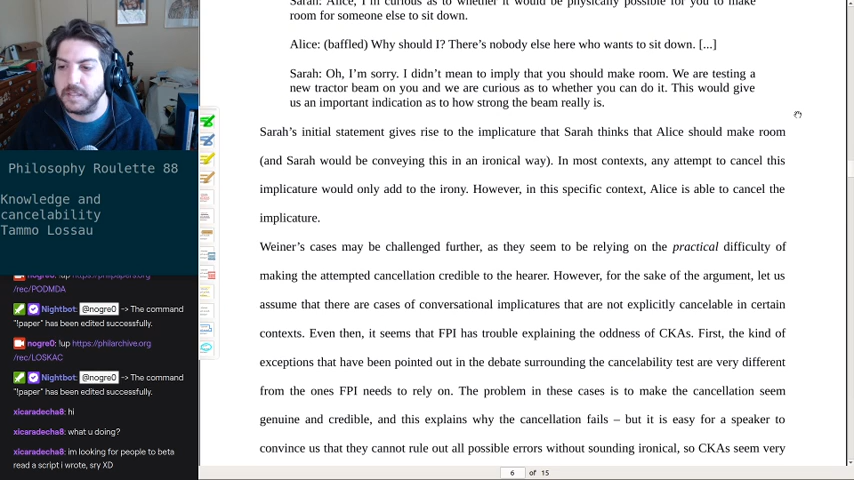 Sarah: Alice, I'm curious as to whether it would be physically possible for you to make
room for someone else to sit down.
Alice: (baffled) Why should I? There's nobody else here who wants to sit down. [...]
Sarah: Oh, I'm sorry. I didn't mean to imply that you should make room. We are testing a
new tractor beam on you and we are curious as to whether you can do it. This would give
us an important indication as to how strong the beam really is.
Sarah's initial statement gives rise to the implicature that Sarah thinks that Alice should make room
(and Sarah would be conveying this in an ironical way). In most contexts, any attempt to cancel this
implicature would only add to the irony. However, in this specific context, Alice is able to cancel the
implicature.
Weiner's cases may be challenged further, as they seem to be relying on the practical difficulty of
making the attempted cancellation credible to the hearer. However, for the sake of the argument, let us
assume that there are cases of conversational implicatures that are not explicitly cancelable in certain
contexts. Even then, it seems that FPI has trouble explaining the oddness of CKAs. First, the kind of
exceptions that have been pointed out in the debate surrounding the cancelability test are very different
from the ones FPI needs to rely on. The problem in these cases is to make the cancellation seem
genuine and credible, and this explains why the cancellation fails – but it is easy for a speaker to
convince us that they cannot rule out all possible errors without sounding ironical, so CKAs seem very
6 of 15
Philosophy Roulette 88
Knowledge and
cancelability
Tammo Lossau
nogre0: !up https://philpapers.org
/rec/PODMDA
Nightbot: @nogre0 -> The command
"!paper" has been edited successfully.
nogre0: !up https://philarchive.org
/rec/LOSKAC
Nightbot: @nogre0 -> The command
"!paper" has been edited successfully.
xicaradecha8: hi
xicaradecha8: what u doing?
xicaradecha8: im looking for people to beta
read a script i wrote, sry XD